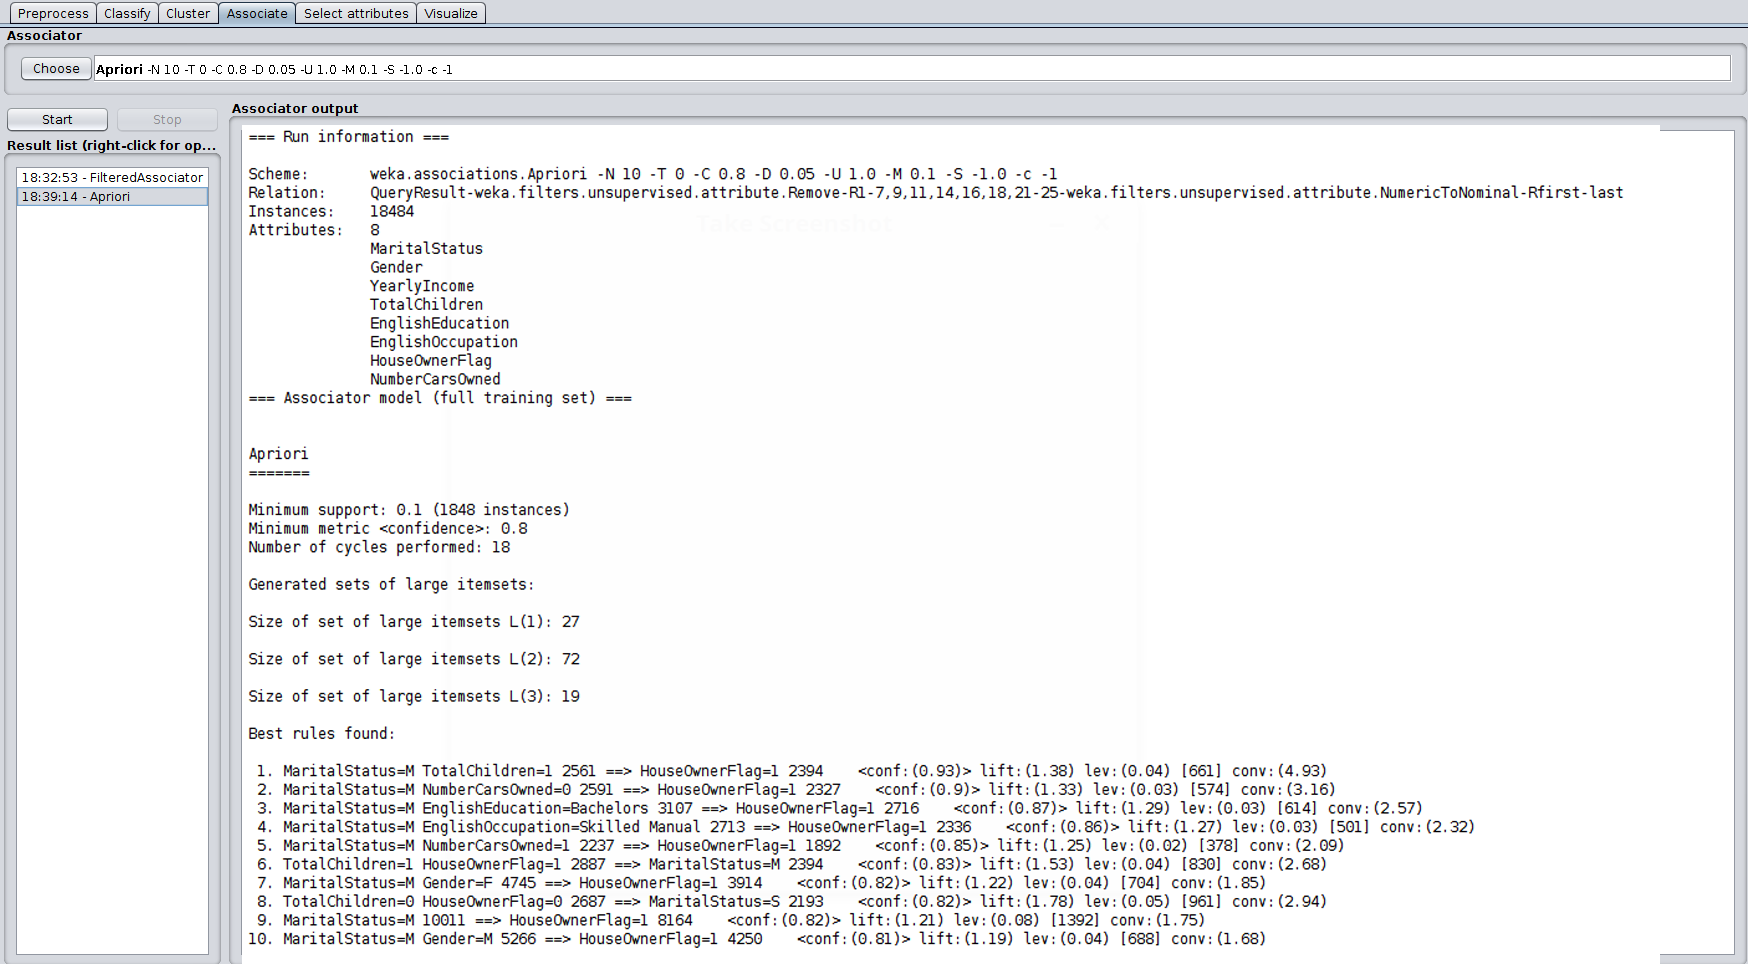 Preprocess Classify Cluster Associate Select attributes Visualize
Associator
Choose Apriori -N 10 -T 0 -C 0.8 -D 0.05 -U 1.0 -M 0.1 -S -1.0 -c -1
Start Stop
Result list (right-click for op...
18:32:53 - FilteredAssociator
18:39:14 - Apriori
Associator output
=== Run information ===
Scheme: weka.associations.Apriori -N 10 -T 0 -C 0.8 -D 0.05 -U 1.0 -M 0.1 -S -1.0 -c -1
Relation: QueryResult-weka.filters.unsupervised.attribute.Remove-R1-7,9,11,14,16,18,21-25-weka.filters.unsupervised.attribute.NumericToNominal-Rfirst-last
Instances: 18484
Attributes: 8
MaritalStatus
Gender
YearlyIncome
TotalChildren
EnglishEducation
EnglishOccupation
HouseOwnerFlag
NumberCarsOwned
=== Associator model (full training set) ===
Apriori
=======
Minimum support: 0.1 (1848 instances)
Minimum metric <confidence>: 0.8
Number of cycles performed: 18
Generated sets of large itemsets:
Size of set of large itemsets L(1): 27
Size of set of large itemsets L(2): 72
Size of set of large itemsets L(3): 19
Best rules found:
1. MaritalStatus=M TotalChildren=1 2561 ==> HouseOwnerFlag=1 2394 <conf:(0.93)> lift:(1.38) lev:(0.04) [661] conv:(4.93)
2. MaritalStatus=M NumberCarsOwned=0 2591 ==> HouseOwnerFlag=1 2327 <conf:(0.9)> lift:(1.33) lev:(0.03) [574] conv:(3.16)
3. MaritalStatus=M EnglishEducation=Bachelors 3107 ==> HouseOwnerFlag=1 2716 <conf:(0.87)> lift:(1.29) lev:(0.03) [614] conv:(2.57)
4. MaritalStatus=M EnglishOccupation=Skilled Manual 2713 ==> HouseOwnerFlag=1 2336 <conf:(0.86)> lift:(1.27) lev:(0.03) [501] conv:(2.32)
5. MaritalStatus=M NumberCarsOwned=1 2237 ==> HouseOwnerFlag=1 1892 <conf:(0.85)> lift:(1.25) lev:(0.02) [378] conv:(2.09)
6. TotalChildren=1 HouseOwnerFlag=1 2887 ==> MaritalStatus=M 2394 <conf:(0.83)> lift:(1.53) lev:(0.04) [830] conv:(2.68)
7. MaritalStatus=M Gender=F 4745 ==> HouseOwnerFlag=1 3914 <conf:(0.82)> lift:(1.22) lev:(0.04) [704] conv:(1.85)
8. TotalChildren=0 HouseOwnerFlag=0 2687 ==> MaritalStatus=S 2193 <conf:(0.82)> lift:(1.78) lev:(0.05) [961] conv:(2.94)
9. MaritalStatus=M 10011 ==> HouseOwnerFlag=1 8164 <conf:(0.82)> lift:(1.21) lev:(0.08) [1392] conv:(1.75)
10. MaritalStatus=M Gender=M 5266 ==> HouseOwnerFlag=1 4250 <conf:(0.81)> lift:(1.19) lev:(0.04) [688] conv:(1.68)